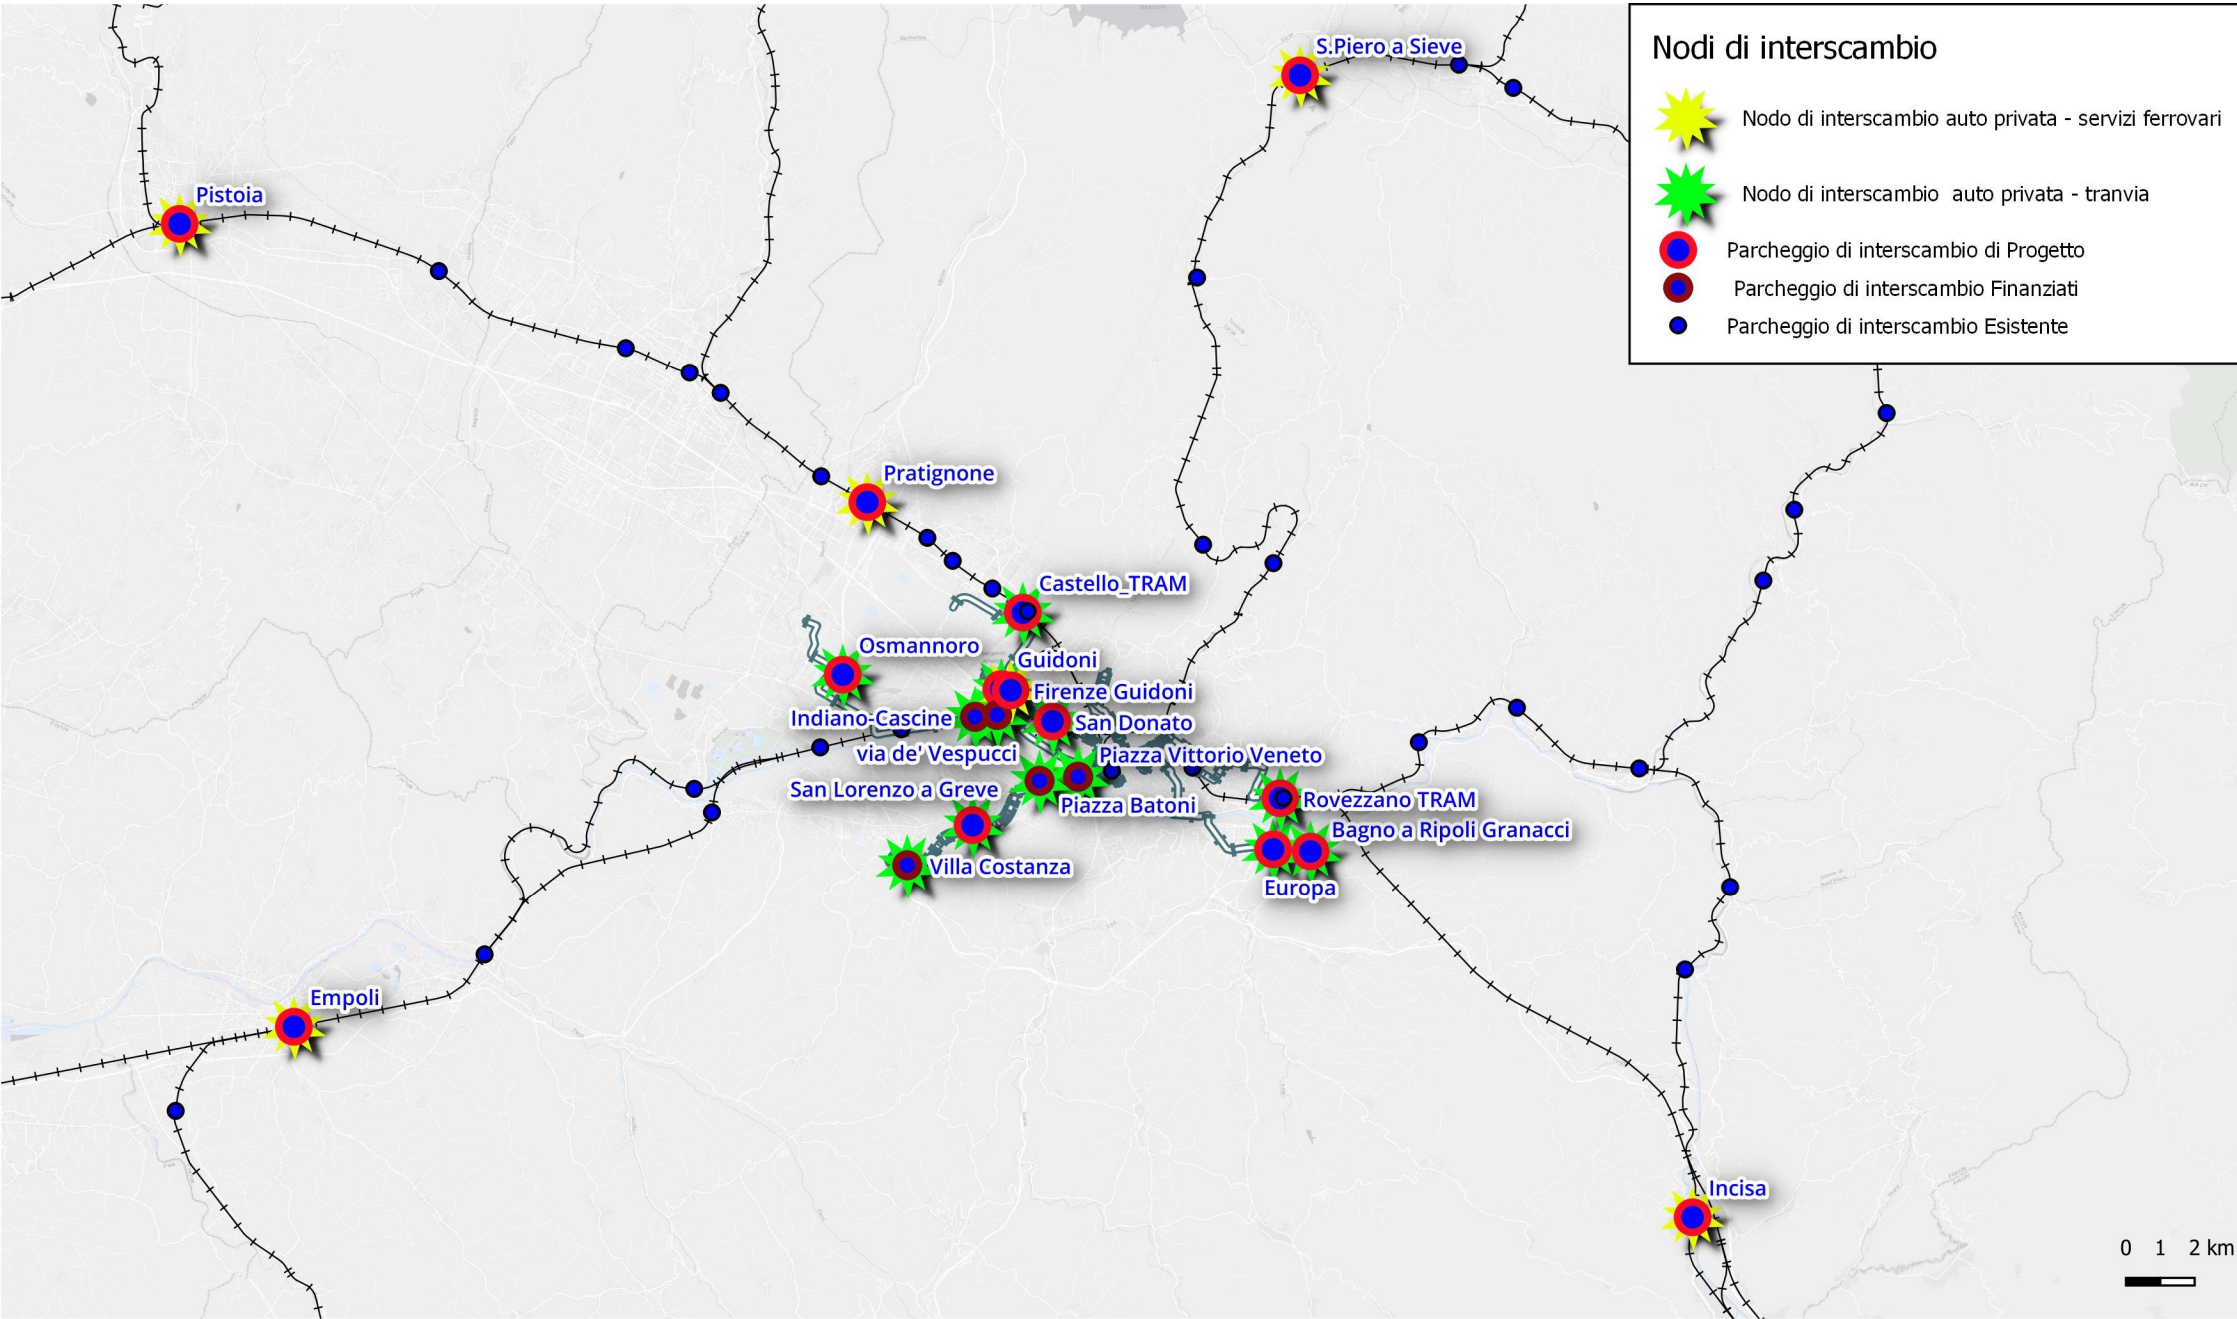 S.Piero a Sieve
Nodi di interscambio
Nodo di interscambio auto privata - servizi ferrovari
Nodo di interscambio auto privata - tranvia
Parcheggio di interscambio di Progetto
Parcheggio di interscambio Finanziati
Parcheggio di interscambio Esistente
Pistoia
Pratignone
Castello_TRAM
Osmannoro
Guidoni
Firenze Guidoni
Indiano-Cascine
San Donato
via de' Vespucci
Piazza Vittorio Veneto
San Lorenzo a Greve
Piazza Batoni
Rovezzano TRAM
Bagno a Ripoli Granacci
Villa Costanza
Europa
Empoli
Incisa
0 1 2 km